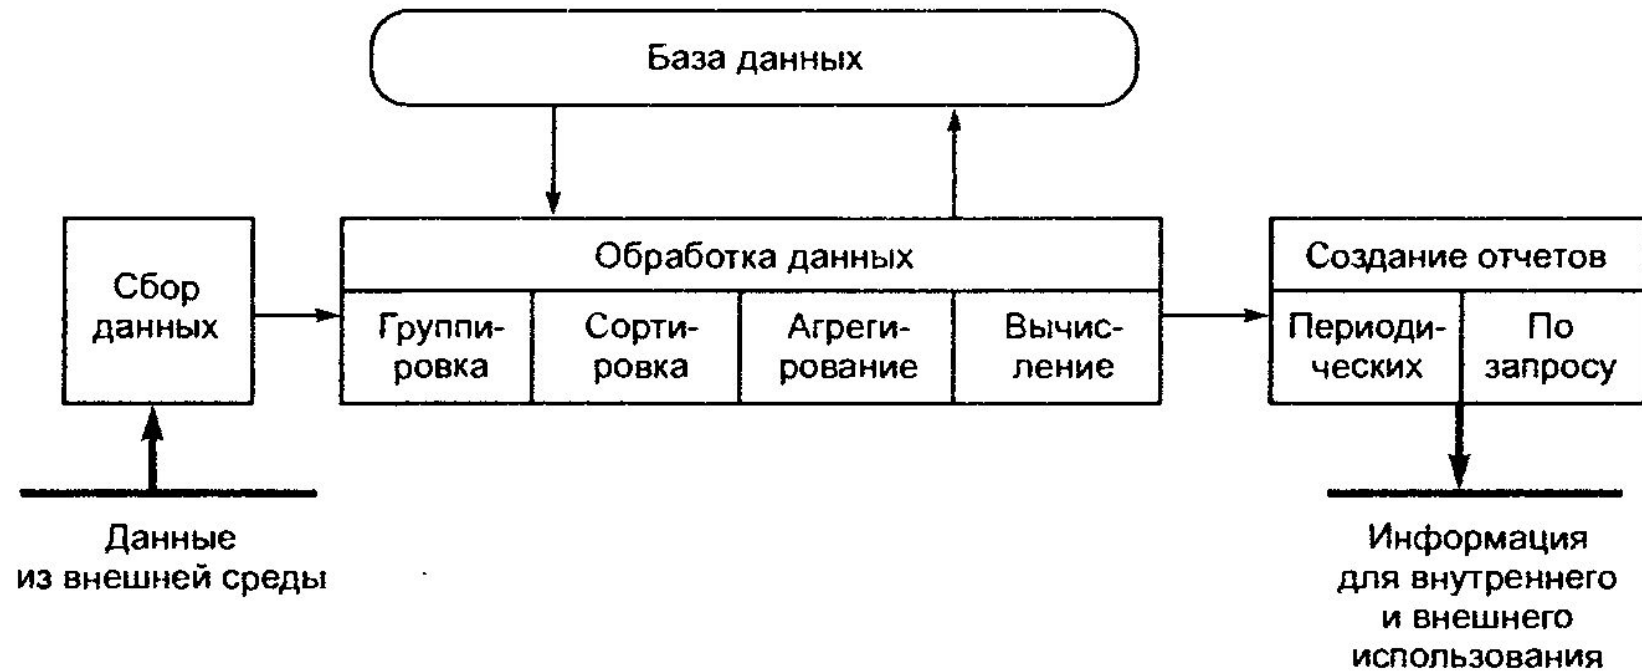 База данных
Сбор
данных
Обработка данных
Группи-
ровка
Сорти-
ровка
Агреги-
рование
Вычис-
ление
Создание отчетов
Периоди-
ческих
По
запросу
Данные
из внешней среды
Информация
для внутреннего
и внешнего
использования